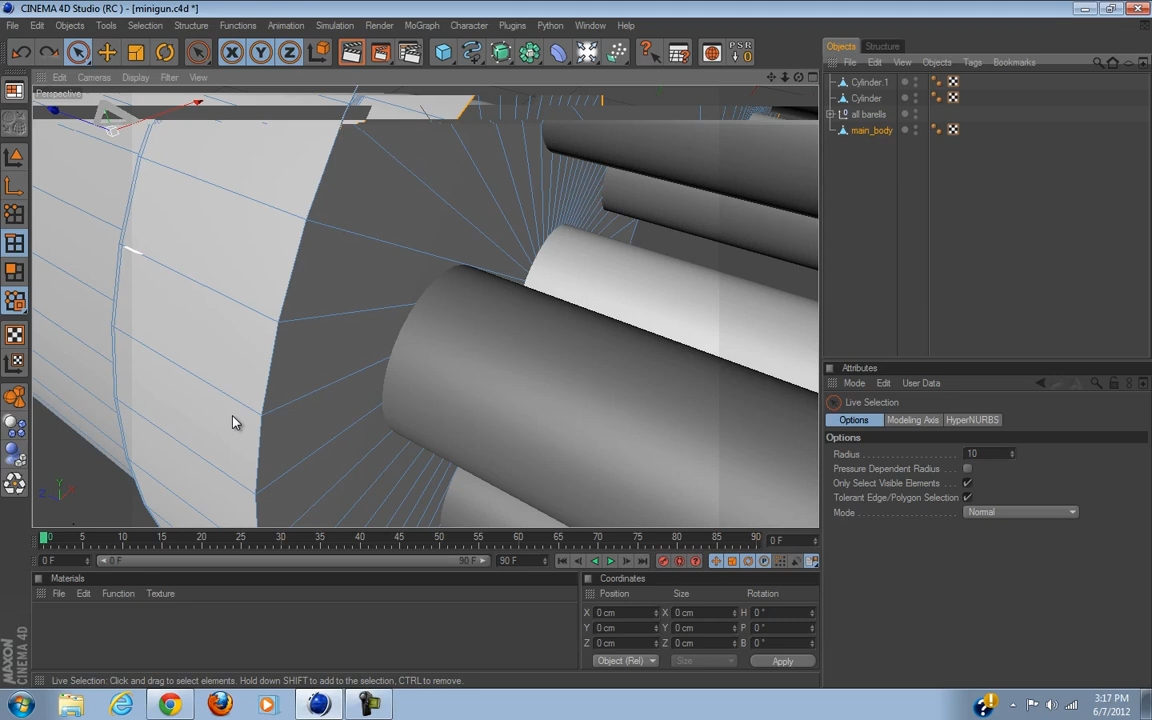 CINEMA 4D Studio (RC ) - [minigun.c4d *]
File Edit Objects Tools Selection Structure Functions Animation Simulate Render MoGraph Character Plugins Python Window Help
X Y Z PSR 0
Edit Cameras Display Filter View
Perspective
Y Z X
0 5 10 15 20 25 30 35 40 45 50 55 60 65 70 75 80 85 90 0 F
0 F 0 F 90 F 90 F
Materials
File Edit Function Texture
Coordinates
Position Size Rotation
X 0 cm X 0 cm H 0 °
Y 0 cm Y 0 cm P 0 °
Z 0 cm Z 0 cm B 0 °
Object (Rel) Size Apply
MAXON CINEMA 4D
Live Selection: Click and drag to select elements. Hold down SHIFT to add to the selection, CTRL to remove.
Objects Structure
File Edit View Objects Tags Bookmarks
Cylinder.1
Cylinder
all barells
main_body
Attributes
Mode Edit User Data
Live Selection
Options Modeling Axis HyperNURBS
Options
Radius 10
Pressure Dependent Radius
Only Select Visible Elements
Tolerant Edge/Polygon Selection
Mode Normal
3:17 PM
6/7/2012